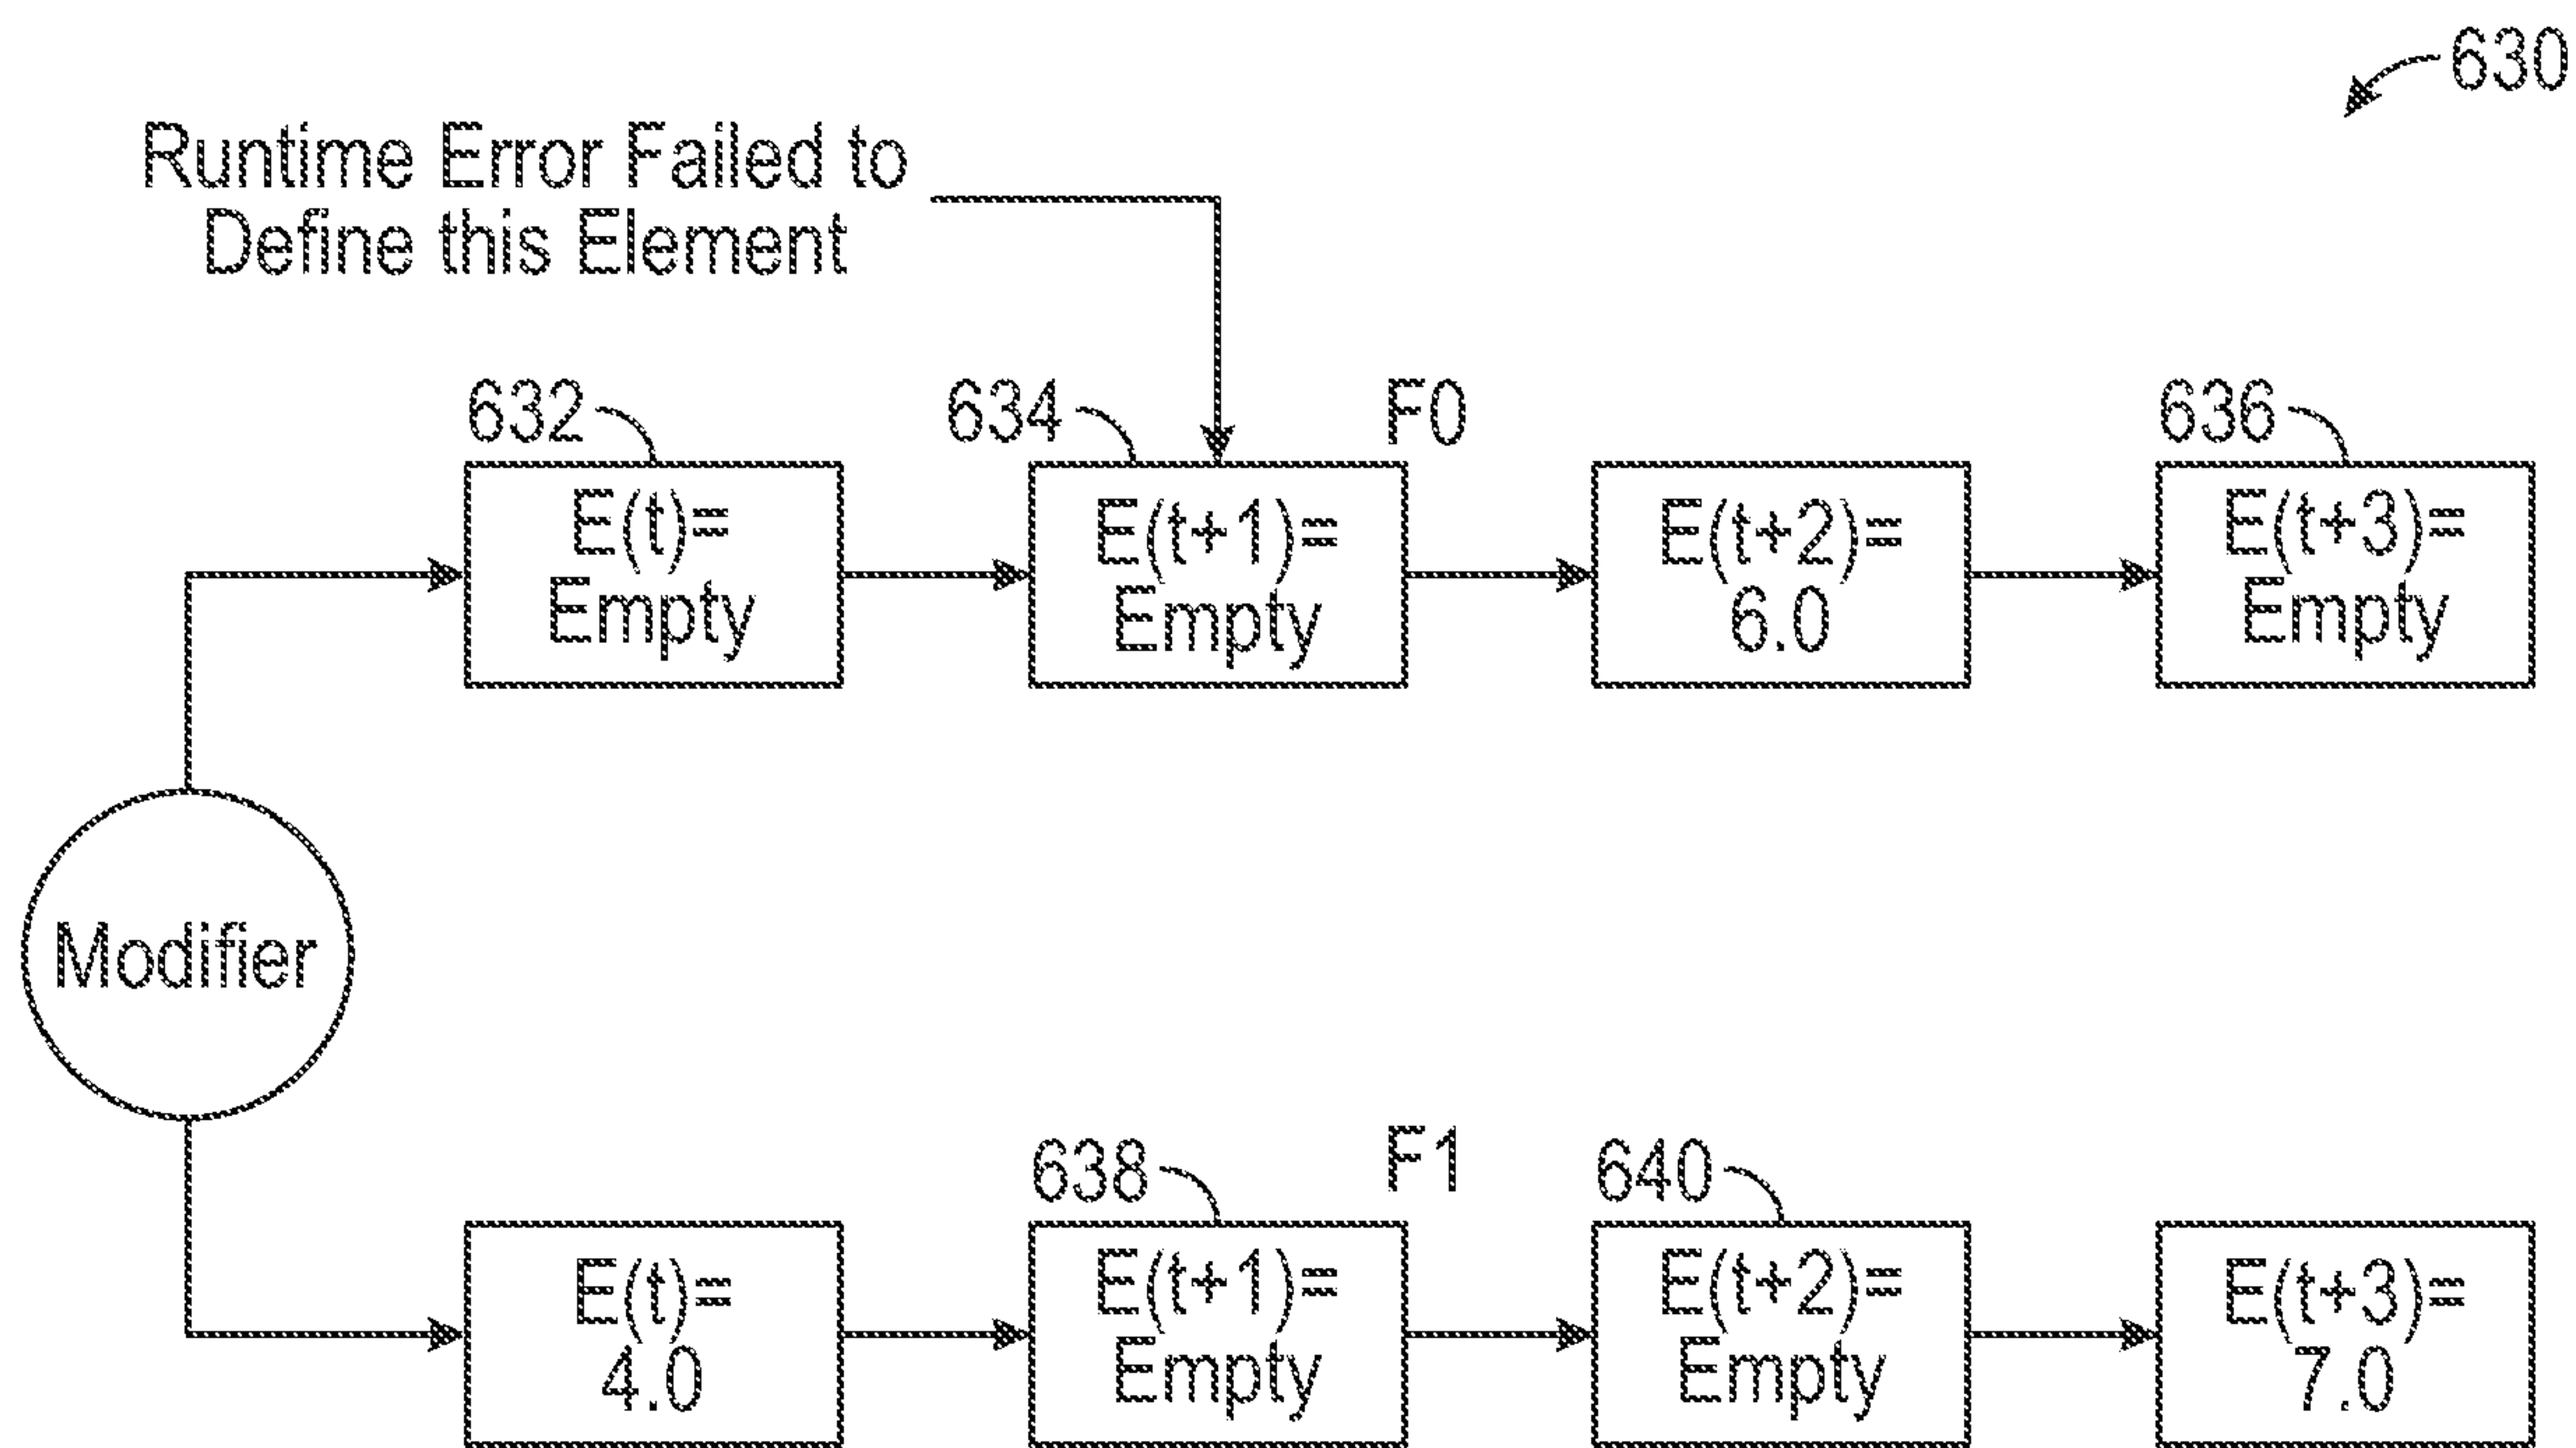 630
Runtime Error Failed to
Define this Element
632
634
F0
636
E(t)=
Empty
E(t+1)=
Empty
E(t+2)=
6.0
E(t+3)=
Empty
Modifier
638
F1
640
E(t)=
4.0
E(t+1)=
Empty
E(t+2)=
Empty
E(t+3)=
7.0